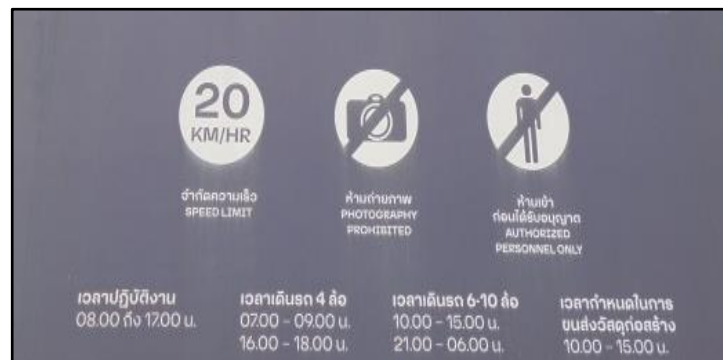 20
KM/HR
จำกัดความเร็ว
SPEED LIMIT
ห้ามถ่ายภาพ
PHOTOGRAPHY
PROHIBITED
ห้ามเข้า
ก่อนได้รับอนุญาต
AUTHORIZED
PERSONNEL ONLY
เวลาปฏิบัติงาน
08.00 ถึง 17.00 น.
เวลาเดินรถ 4 ล้อ
07.00 - 09.00 น.
16.00 - 18.00 น.
เวลาเดินรถ 6-10 ล้อ
10.00 - 15.00 น.
21.00 - 06.00 น.
เวลากำหนดในการ
ขนส่งวัสดุก่อสร้าง
10.00 - 15.00 น.